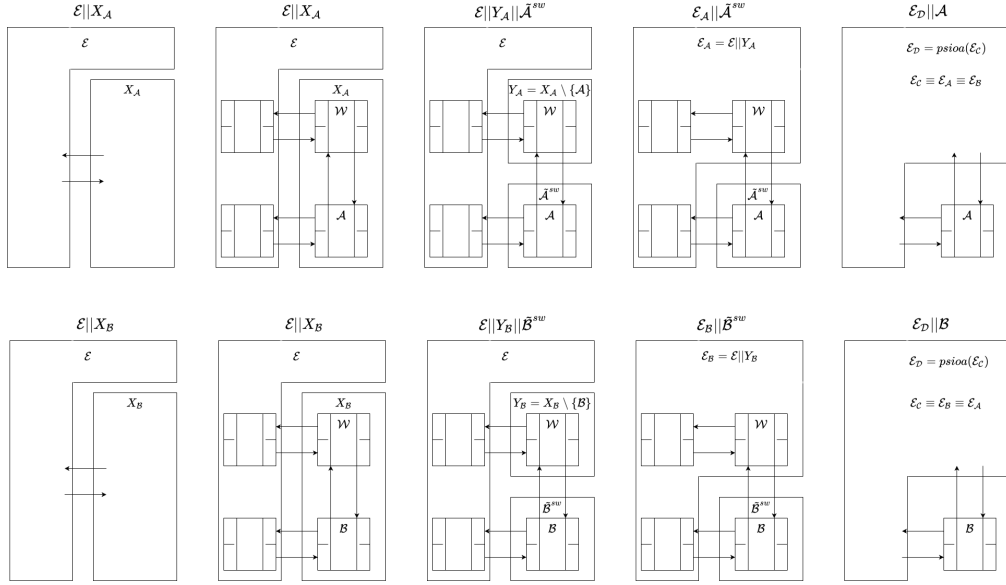 ℰ||X_𝒜
ℰ||X_𝒜
ℰ||Y_𝒜||𝒜̃^{sw}
ℰ_𝒜||𝒜̃^{sw}
ℰ_𝒟||𝒜
ℰ
X_𝒜
ℰ
X_𝒜
𝒲
𝒜
ℰ
Y_𝒜 = X_𝒜 \ {𝒜}
𝒲
𝒜̃^{sw}
𝒜
ℰ_𝒜 = ℰ||Y_𝒜
𝒲
𝒜̃^{sw}
𝒜
ℰ_𝒟 = psioa(ℰ_𝒞)
ℰ_𝒞 ≡ ℰ_𝒜 ≡ ℰ_ℬ
𝒜
ℰ||X_ℬ
ℰ||X_ℬ
ℰ||Y_ℬ||ℬ̃^{sw}
ℰ_ℬ||ℬ̃^{sw}
ℰ_𝒟||ℬ
ℰ
X_ℬ
ℰ
X_ℬ
𝒲
ℬ
ℰ
Y_ℬ = X_ℬ \ {ℬ}
𝒲
ℬ̃^{sw}
ℬ
ℰ_ℬ = ℰ||Y_ℬ
𝒲
ℬ̃^{sw}
ℬ
ℰ_𝒟 = psioa(ℰ_𝒞)
ℰ_𝒞 ≡ ℰ_ℬ ≡ ℰ_𝒜
ℬ